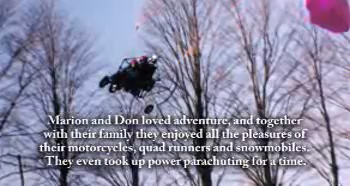 Marion and Don loved adventure, and together
with their family they enjoyed all the pleasures of
their motorcycles, quad runners and snowmobiles.
They even took up power parachuting for a time.